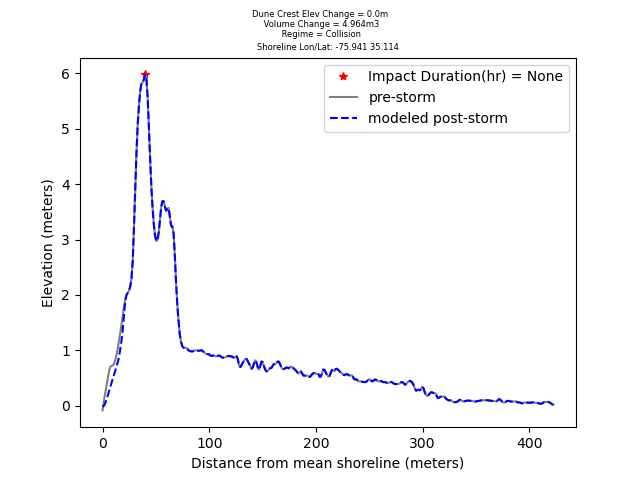 Dune Crest Elev Change = 0.0m
Volume Change = 4.964m3
Regime = Collision
Shoreline Lon/Lat: -75.941 35.114
Impact Duration(hr) = None
pre-storm
modeled post-storm
6
5
4
3
2
1
0
Elevation (meters)
0 100 200 300 400
Distance from mean shoreline (meters)